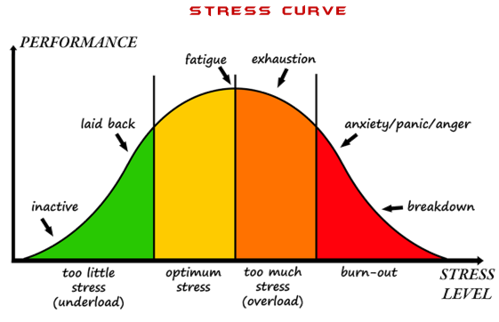 STRESS CURVE
PERFORMANCE
fatigue
exhaustion
laid back
anxiety/panic/anger
inactive
breakdown
too little
stress
(underload)
optimum
stress
too much
stress
(overload)
burn-out
STRESS
LEVEL